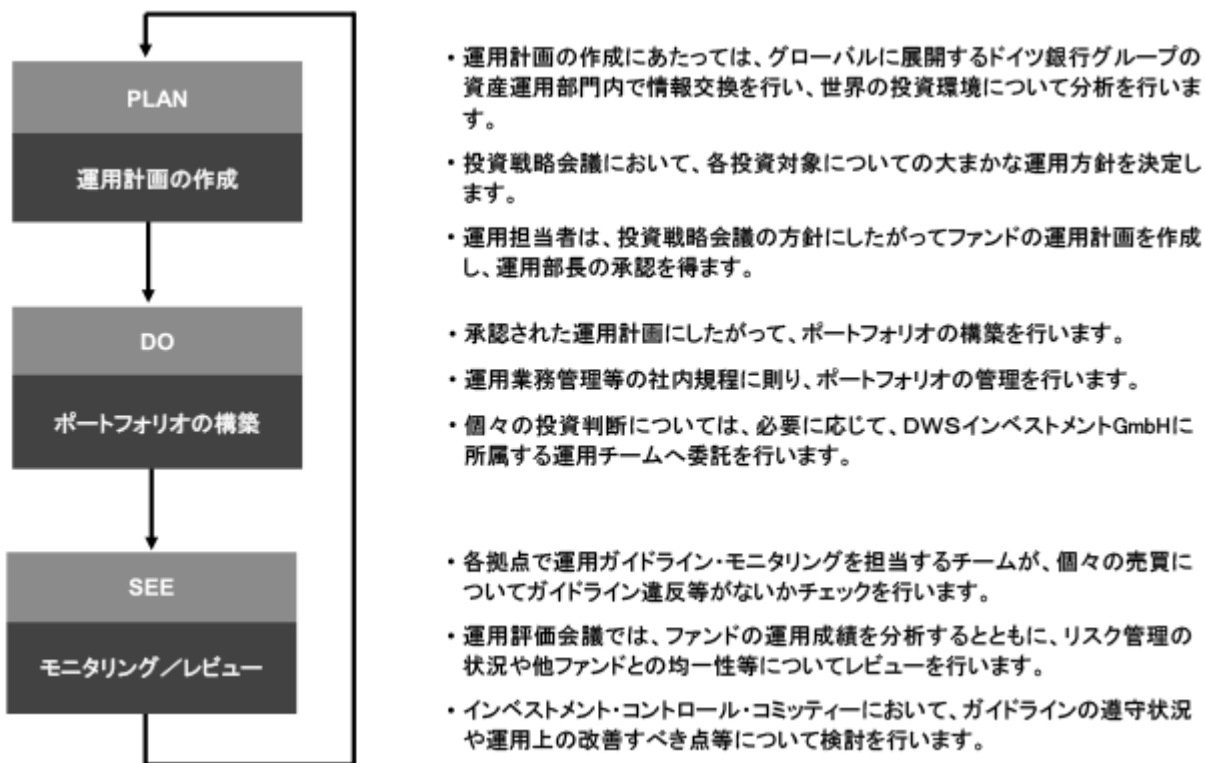 PLAN
運用計画の作成
・運用計画の作成にあたっては、グローバルに展開するドイツ銀行グループの
資産運用部門内で情報交換を行い、世界の投資環境について分析を行いま
す。
・投資戦略会議において、各投資対象についての大まかな運用方針を決定し
ます。
・運用担当者は、投資戦略会議の方針にしたがってファンドの運用計画を作成
し、運用部長の承認を得ます。
DO
ポートフォリオの構築
・承認された運用計画にしたがって、ポートフォリオの構築を行います。
・運用業務管理等の社内規程に則り、ポートフォリオの管理を行います。
・個々の投資判断については、必要に応じて、DWSインベストメントGmbHに
所属する運用チームへ委託を行います。
SEE
モニタリング/レビュー
・各拠点で運用ガイドライン・モニタリングを担当するチームが、個々の売買に
ついてガイドライン違反等がないかチェックを行います。
・運用評価会議では、ファンドの運用成績を分析するとともに、リスク管理の
状況や他ファンドとの均一性等についてレビューを行います。
・インベストメント・コントロール・コミッティーにおいて、ガイドラインの遵守状況
や運用上の改善すべき点等について検討を行います。